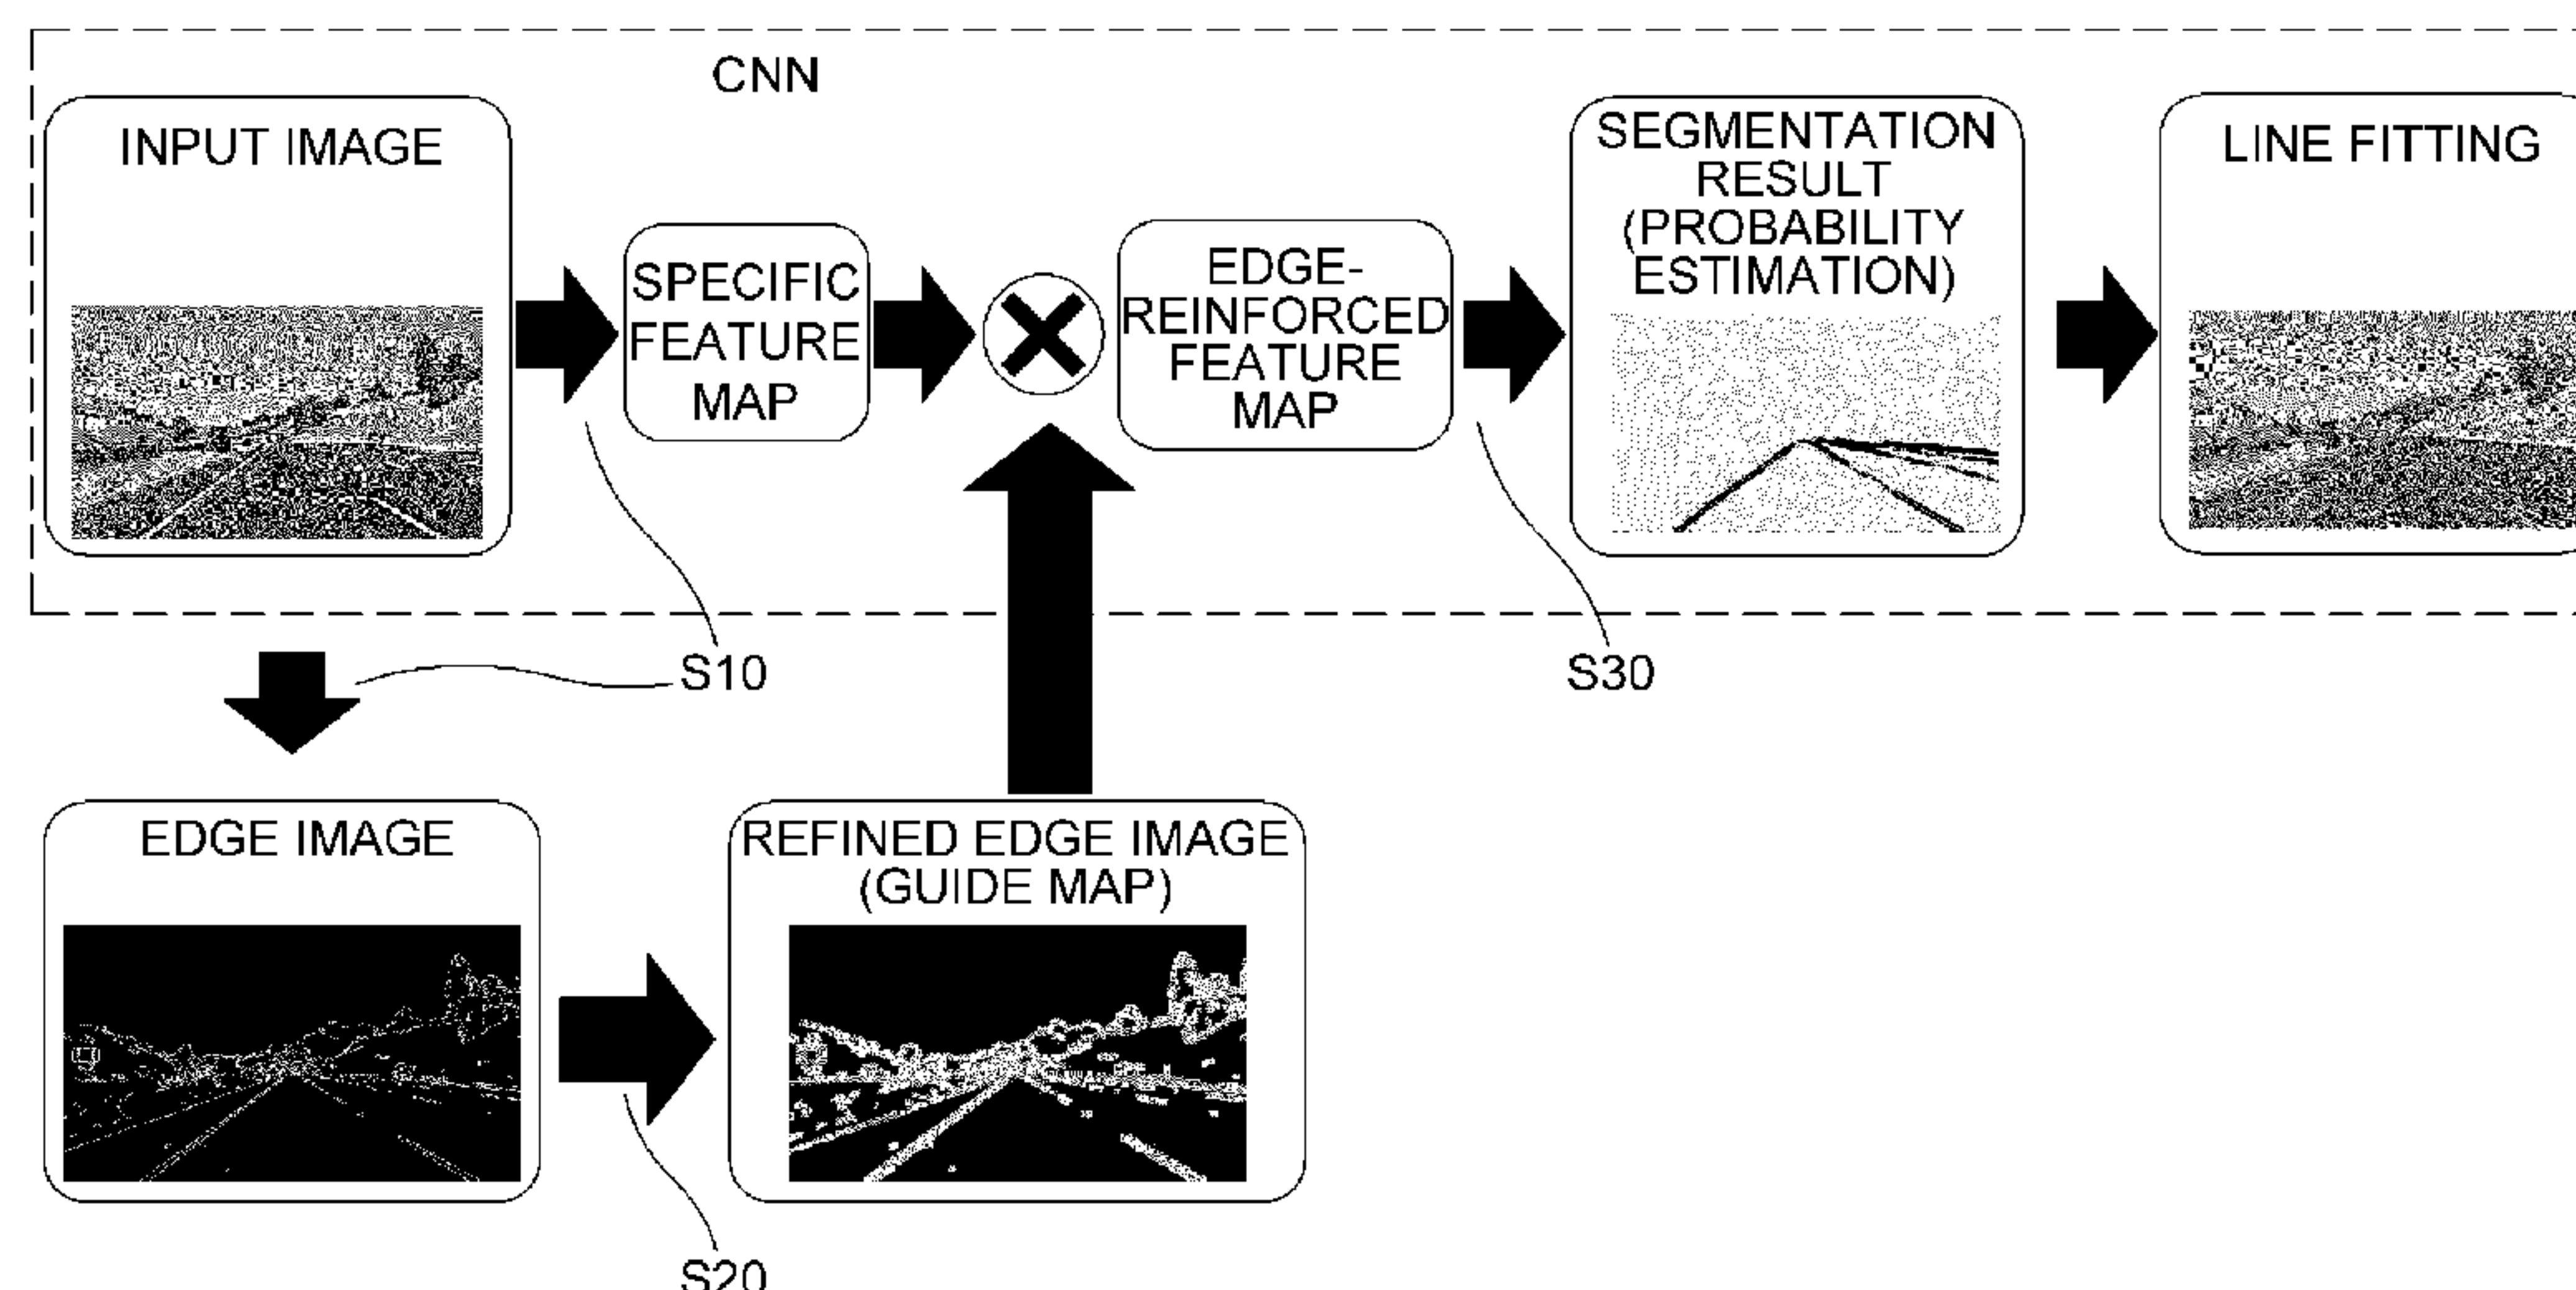 CNN
INPUT IMAGE
SPECIFIC
FEATURE
MAP
EDGE-
REINFORCED
FEATURE
MAP
SEGMENTATION
RESULT
(PROBABILITY
ESTIMATION)
LINE FITTING
S10
S30
EDGE IMAGE
REFINED EDGE IMAGE
(GUIDE MAP)
S20